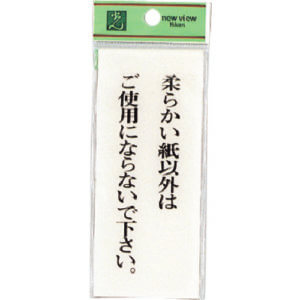 光
new view
柔らかい紙以外は
ご使用にならないで下さい。